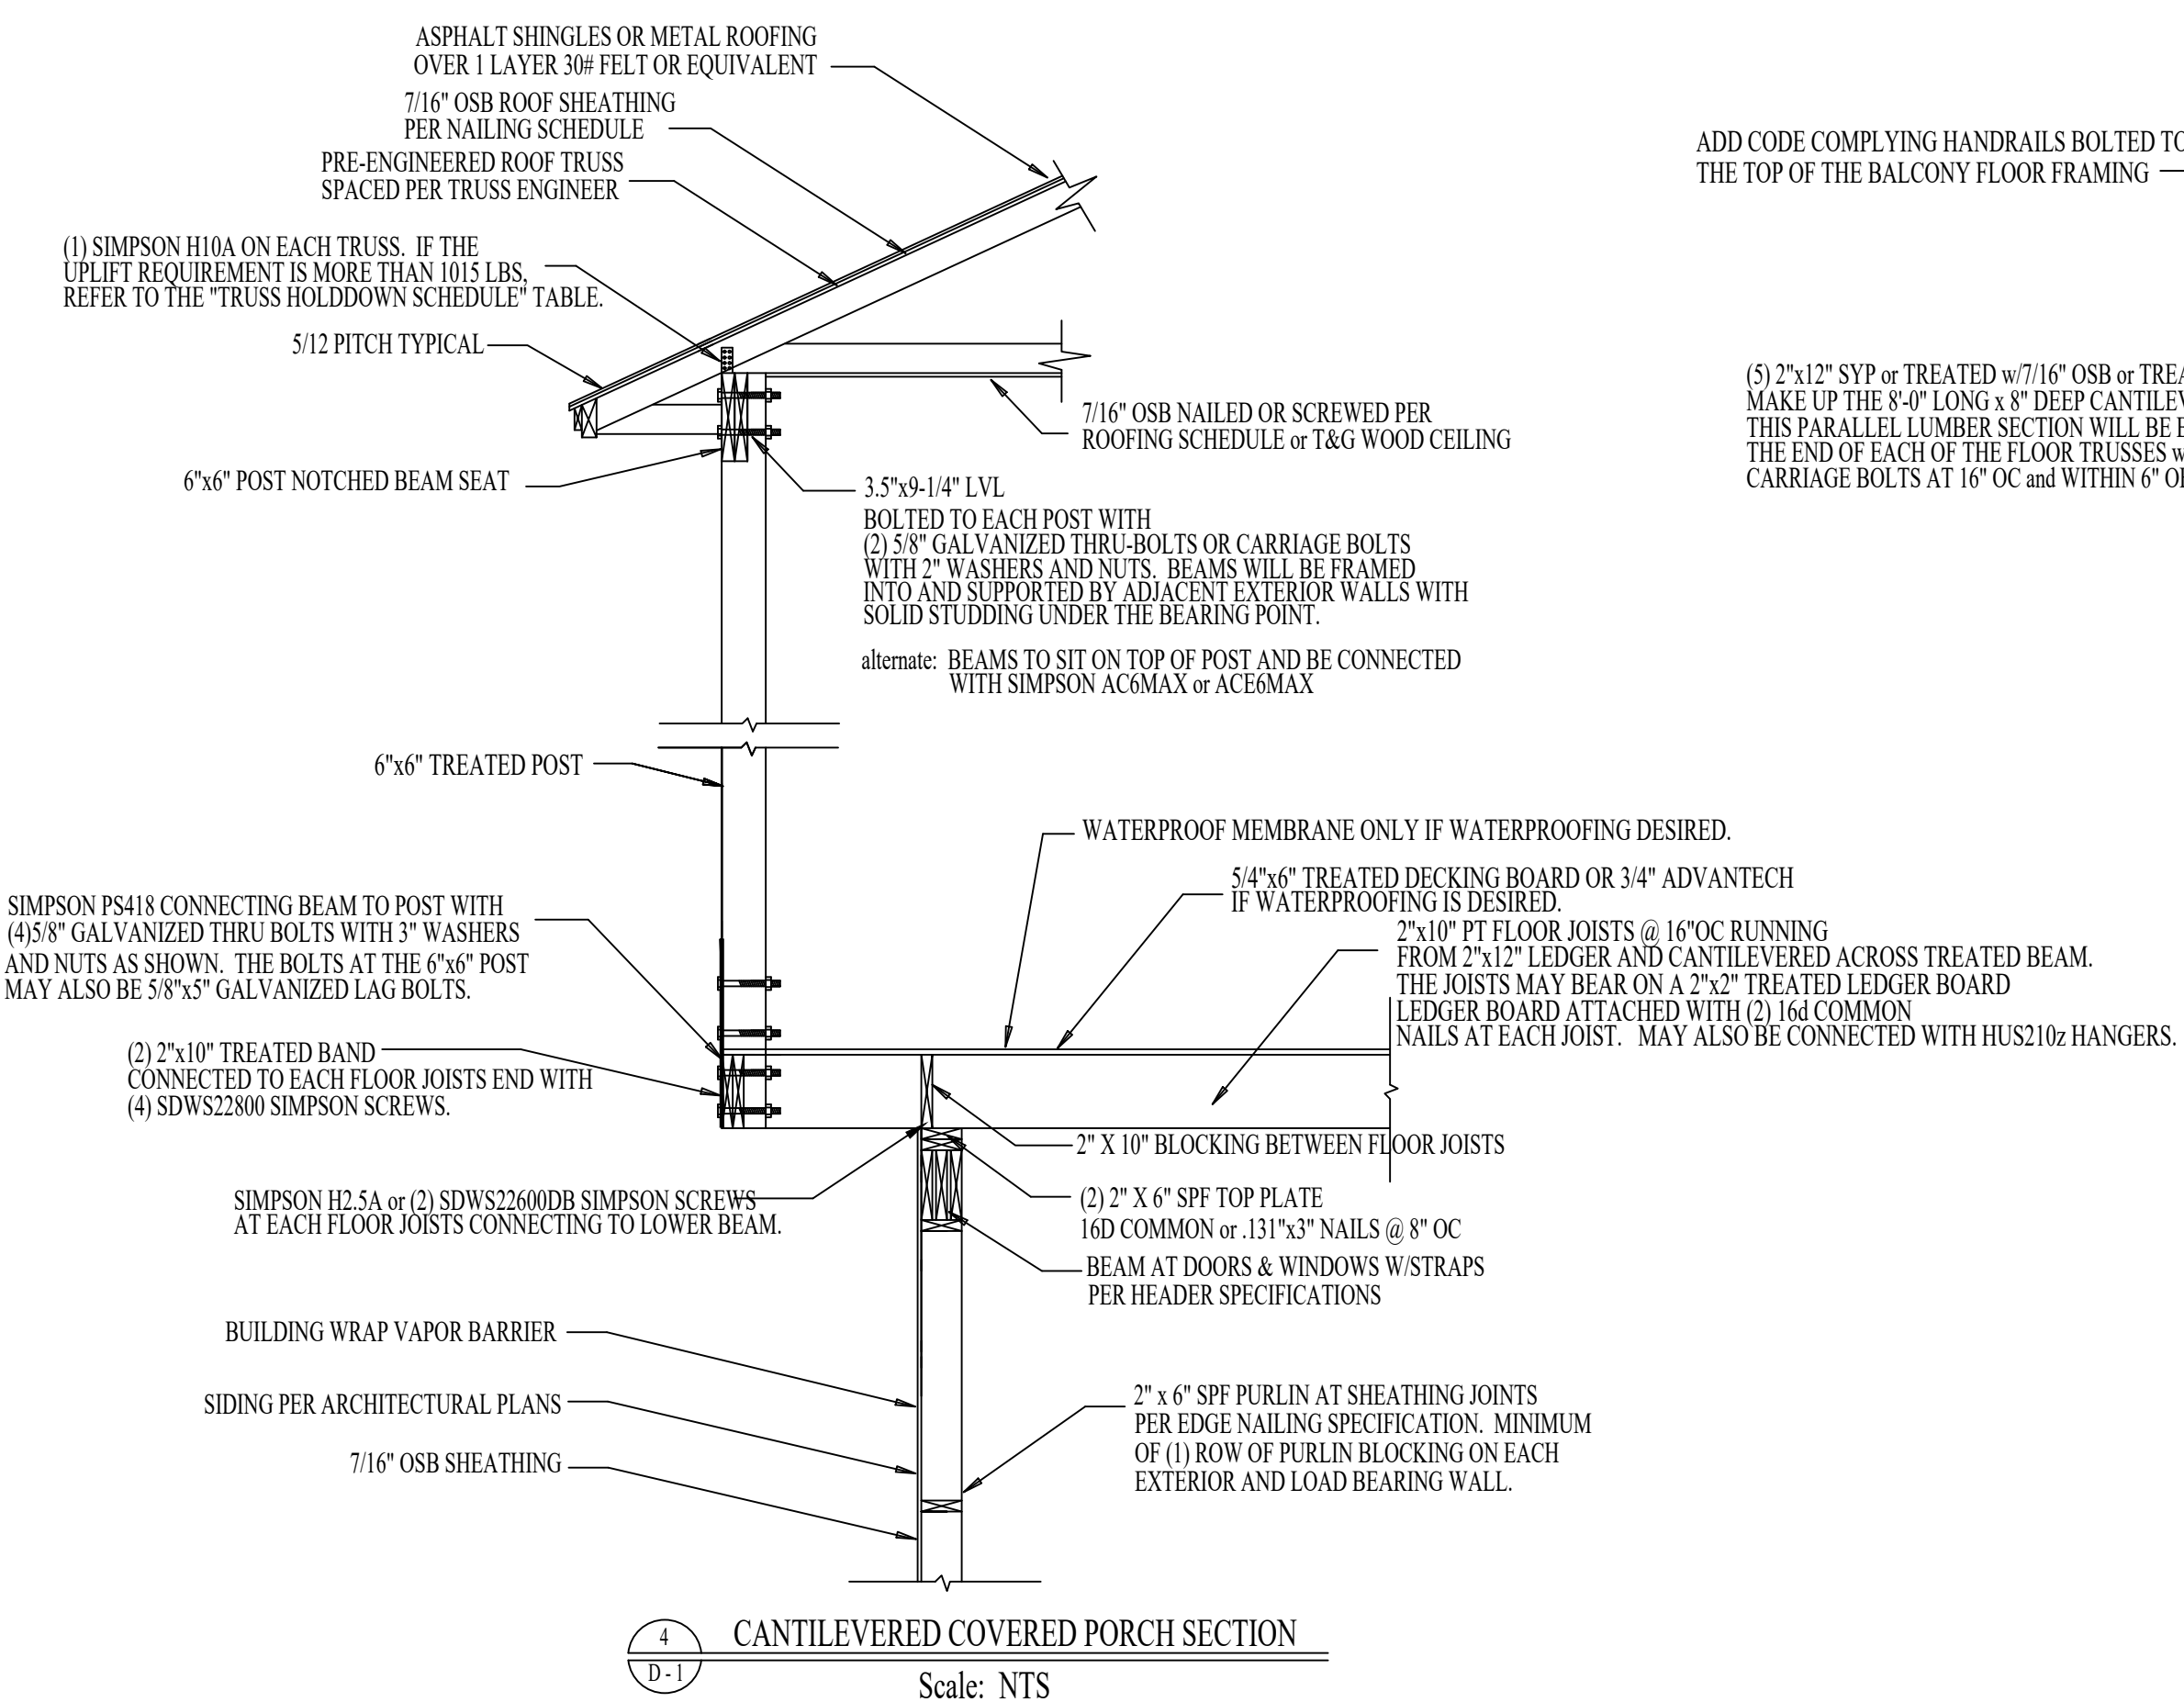 ASPHALT SHINGLES OR METAL ROOFING
OVER 1 LAYER 30# FELT OR EQUIVALENT
7/16" OSB ROOF SHEATHING
PER NAILING SCHEDULE
PRE-ENGINEERED ROOF TRUSS
SPACED PER TRUSS ENGINEER
(1) SIMPSON H10A ON EACH TRUSS. IF THE
UPLIFT REQUIREMENT IS MORE THAN 1015 LBS,
REFER TO THE "TRUSS HOLDDOWN SCHEDULE" TABLE.
5/12 PITCH TYPICAL
7/16" OSB NAILED OR SCREWED PER
ROOFING SCHEDULE or T&G WOOD CEILING
6"x6" POST NOTCHED BEAM SEAT
3.5"x9-1/4" LVL
BOLTED TO EACH POST WITH
(2) 5/8" GALVANIZED THRU-BOLTS OR CARRIAGE BOLTS
WITH 2" WASHERS AND NUTS. BEAMS WILL BE FRAMED
INTO AND SUPPORTED BY ADJACENT EXTERIOR WALLS WITH
SOLID STUDDING UNDER THE BEARING POINT.
alternate: BEAMS TO SIT ON TOP OF POST AND BE CONNECTED
WITH SIMPSON AC6MAX or ACE6MAX
6"x6" TREATED POST
WATERPROOF MEMBRANE ONLY IF WATERPROOFING DESIRED.
5/4"x6" TREATED DECKING BOARD OR 3/4" ADVANTECH
IF WATERPROOFING IS DESIRED.
2"x10" PT FLOOR JOISTS @ 16"OC RUNNING
FROM 2"x12" LEDGER AND CANTILEVERED ACROSS TREATED BEAM.
THE JOISTS MAY BEAR ON A 2"x2" TREATED LEDGER BOARD
LEDGER BOARD ATTACHED WITH (2) 16d COMMON
NAILS AT EACH JOIST. MAY ALSO BE CONNECTED WITH HUS210z HANGERS.
SIMPSON PS418 CONNECTING BEAM TO POST WITH
(4)5/8" GALVANIZED THRU BOLTS WITH 3" WASHERS
AND NUTS AS SHOWN. THE BOLTS AT THE 6"x6" POST
MAY ALSO BE 5/8"x5" GALVANIZED LAG BOLTS.
(2) 2"x10" TREATED BAND
CONNECTED TO EACH FLOOR JOISTS END WITH
(4) SDWS22800 SIMPSON SCREWS.
2" X 10" BLOCKING BETWEEN FLOOR JOISTS
SIMPSON H2.5A or (2) SDWS22600DB SIMPSON SCREWS
AT EACH FLOOR JOISTS CONNECTING TO LOWER BEAM.
(2) 2" X 6" SPF TOP PLATE
16D COMMON or .131"x3" NAILS @ 8" OC
BEAM AT DOORS & WINDOWS W/STRAPS
PER HEADER SPECIFICATIONS
BUILDING WRAP VAPOR BARRIER
SIDING PER ARCHITECTURAL PLANS
7/16" OSB SHEATHING
2" x 6" SPF PURLIN AT SHEATHING JOINTS
PER EDGE NAILING SPECIFICATION. MINIMUM
OF (1) ROW OF PURLIN BLOCKING ON EACH
EXTERIOR AND LOAD BEARING WALL.
4
D - 1
CANTILEVERED COVERED PORCH SECTION
Scale: NTS
ADD CODE COMPLYING HANDRAILS BOLTED TO
THE TOP OF THE BALCONY FLOOR FRAMING
(5) 2"x12" SYP or TREATED w/7/16" OSB or
MAKE UP THE 8'-0" LONG x 8" DEEP
THIS PARALLEL LUMBER SECTION WILL BE
THE END OF EACH OF THE FLOOR TRUSSES
CARRIAGE BOLTS AT 16" OC and WITHIN 6"